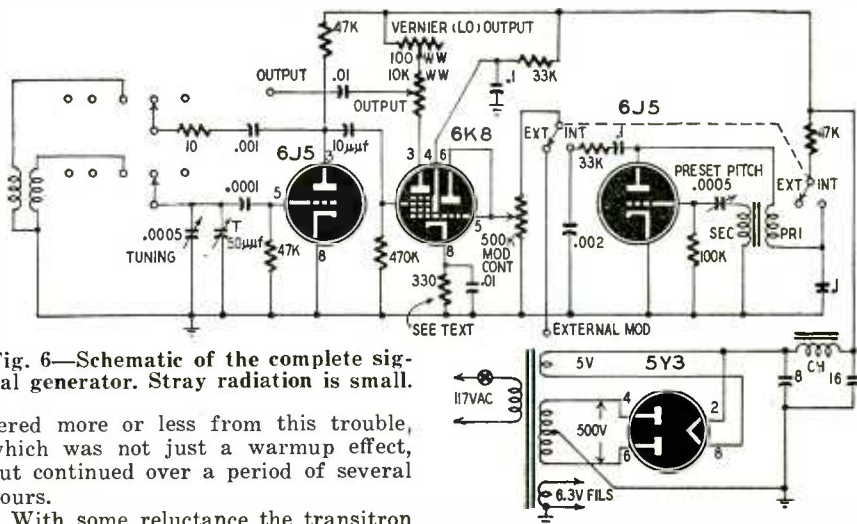 47K
VERNIER (LO) OUTPUT
100 WW
10K WW
OUTPUT
.01
OUTPUT
.1
33K
6J5
6K8
EXT
INT
33K
.1
47K
PRESET PITCH
.0005
EXT
INT
10
.001
10μμf
6J5
3
3 4 6
.0001
5
5
500K
MOD
CONT
.002
SEC
PRI
100K
.0005
TUNING
T
50μμf
47K
8
470K
8
330
.01
SEE TEXT
EXTERNAL MOD
J
Fig. 6—Schematic of the complete sig-
al generator. Stray radiation is small.
ered more or less from this trouble,
which was not just a warmup effect,
ut continued over a period of several
ours.
With some reluctance the transitron
117VAC
5V
5Y3
4
2
500V
6
8
6.3V FILS
CH
8
16